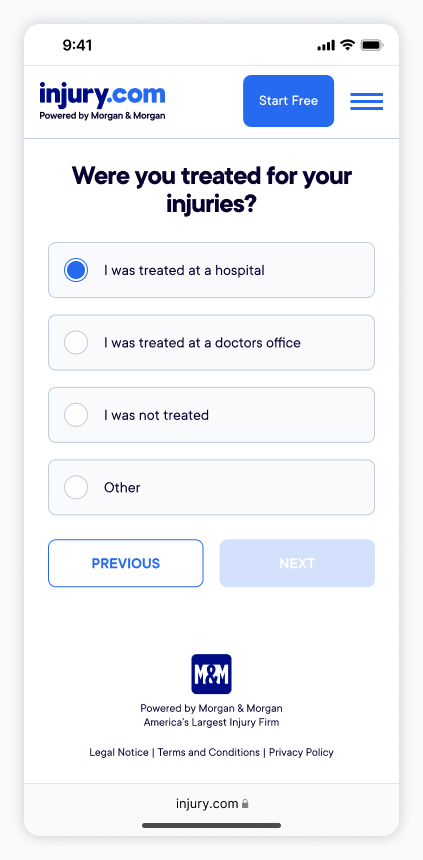 9:41
injury.com
Powered by Morgan & Morgan
Start Free
Were you treated for your
injuries?
I was treated at a hospital
I was treated at a doctors office
I was not treated
Other
PREVIOUS
NEXT
M&M
Powered by Morgan & Morgan
America's Largest Injury Firm
Legal Notice | Terms and Conditions | Privacy Policy
injury.com